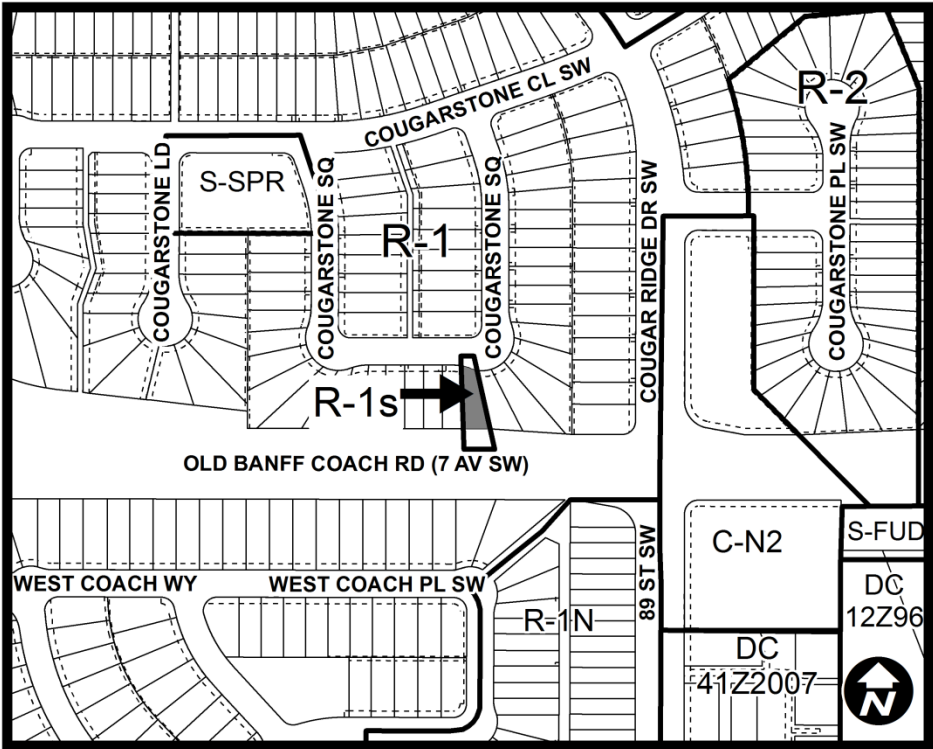 COUGARSTONE CL SW
R-2
COUGARSTONE LD
S-SPR
COUGARSTONE SQ
R-1
COUGARSTONE SQ
COUGAR RIDGE DR SW
COUGARSTONE PL SW
R-1s
OLD BANFF COACH RD (7 AV SW)
WEST COACH WY
WEST COACH PL SW
R-1N
89 ST SW
C-N2
S-FUD
DC
12Z96
DC
41Z2007
N